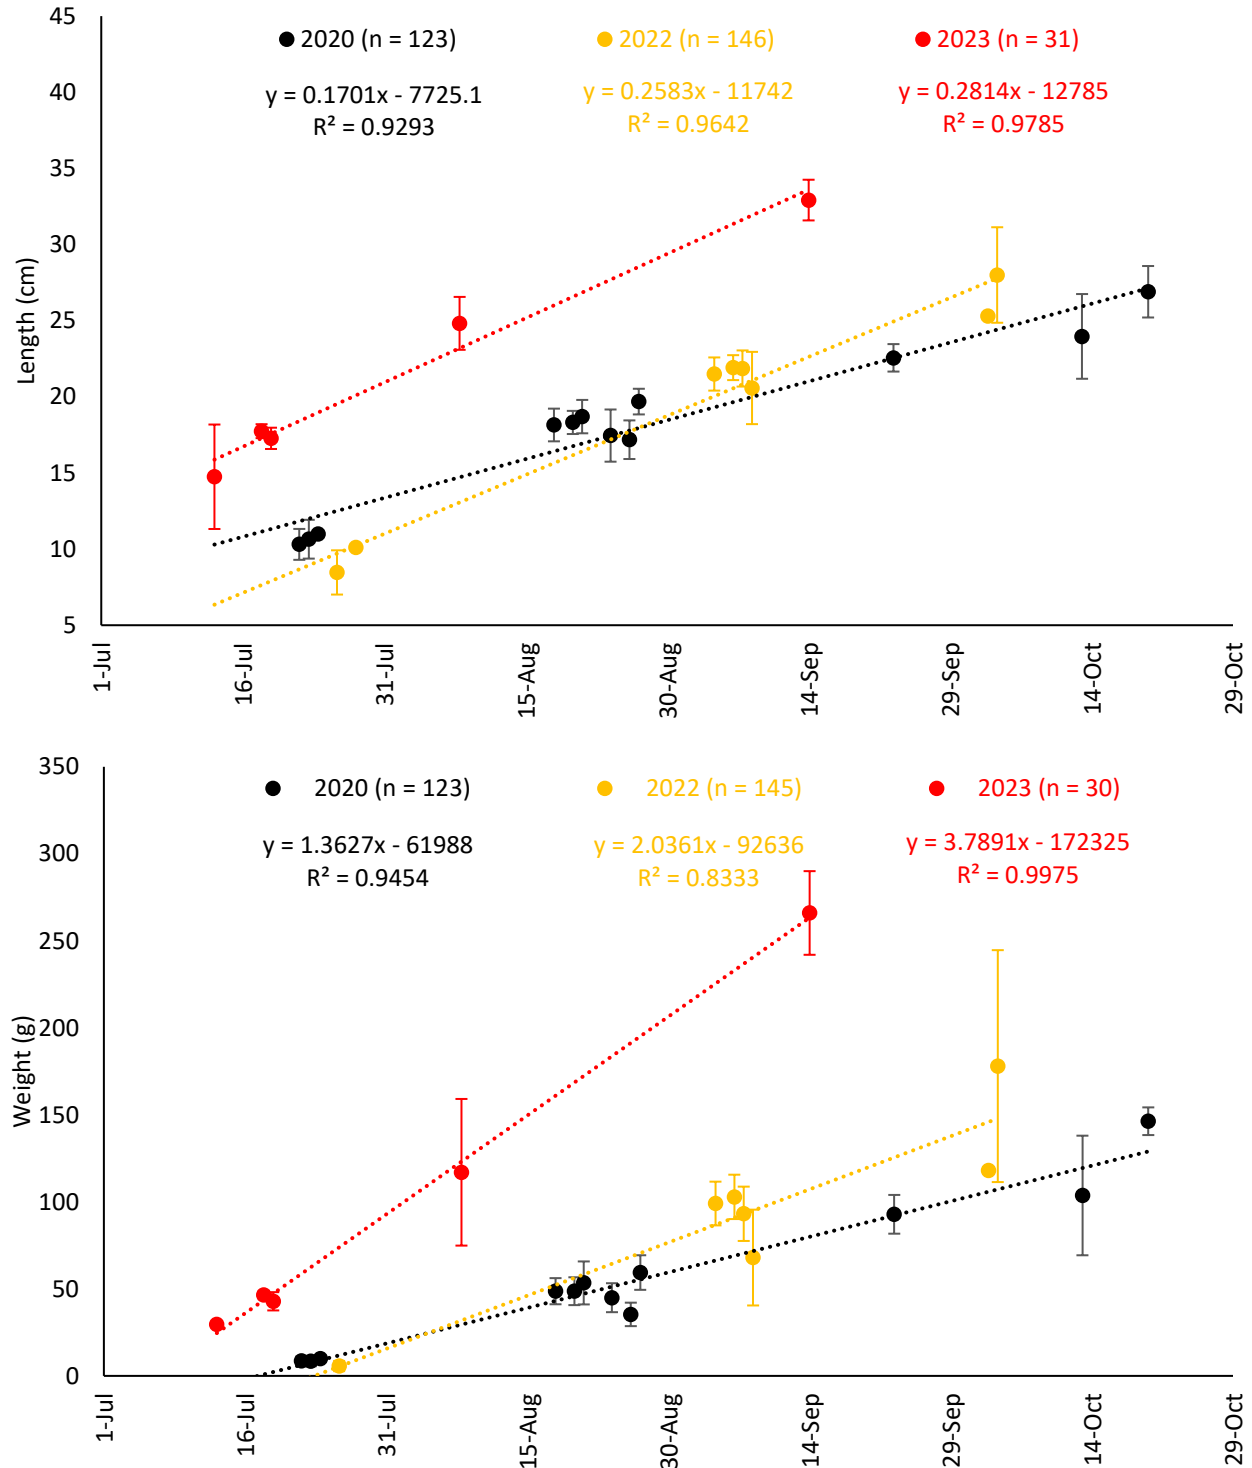 45
40
35
30
25
20
15
10
5
Length (cm)
2020 (n = 123)
y = 0.1701x - 7725.1
R² = 0.9293
2022 (n = 146)
y = 0.2583x - 11742
R² = 0.9642
2023 (n = 31)
y = 0.2814x - 12785
R² = 0.9785
1-Jul
16-Jul
31-Jul
15-Aug
30-Aug
14-Sep
29-Sep
14-Oct
29-Oct
350
300
250
200
150
100
50
0
Weight (g)
2020 (n = 123)
y = 1.3627x - 61988
R² = 0.9454
2022 (n = 145)
y = 2.0361x - 92636
R² = 0.8333
2023 (n = 30)
y = 3.7891x - 172325
R² = 0.9975
1-Jul
16-Jul
31-Jul
15-Aug
30-Aug
14-Sep
29-Sep
14-Oct
29-Oct